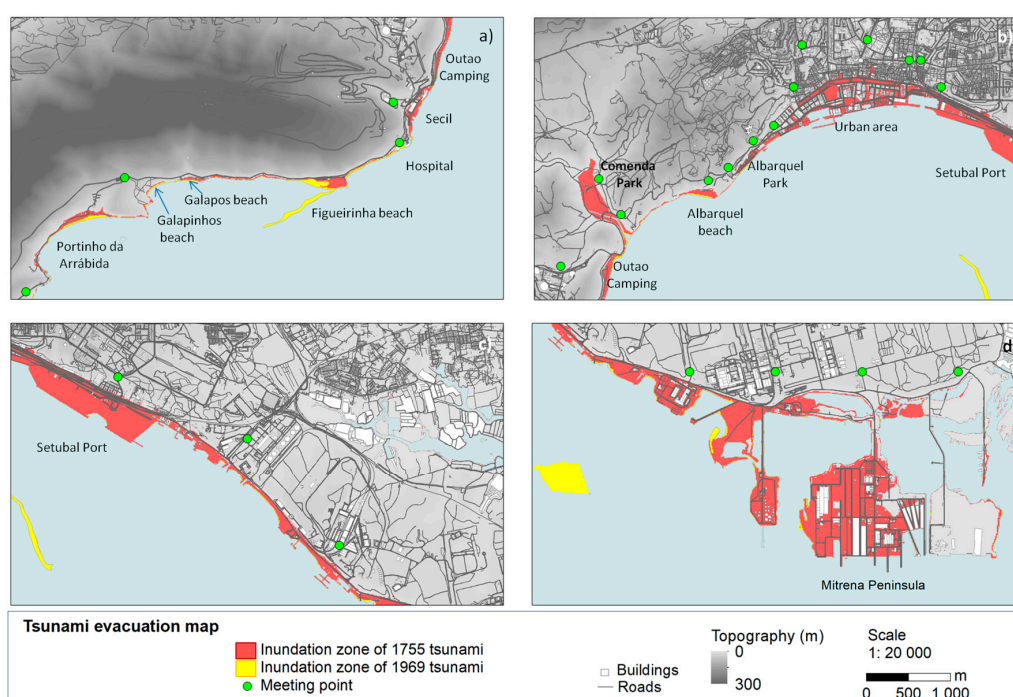 a)
Outao
Camping
Secil
Hospital
Galapos beach
Galapinhos
beach
Figueirinha beach
Portinho da
Arrábida
b)
Urban area
Comenda
Park
Albarquel
Park
Setubal Port
Albarquel
beach
Outao
Camping
c)
Setubal Port
d)
Mitrena Peninsula
Tsunami evacuation map
Inundation zone of 1755 tsunami
Inundation zone of 1969 tsunami
Meeting point
Buildings
Roads
Topography (m)
0
300
Scale
1: 20 000
m
0 500 1 000